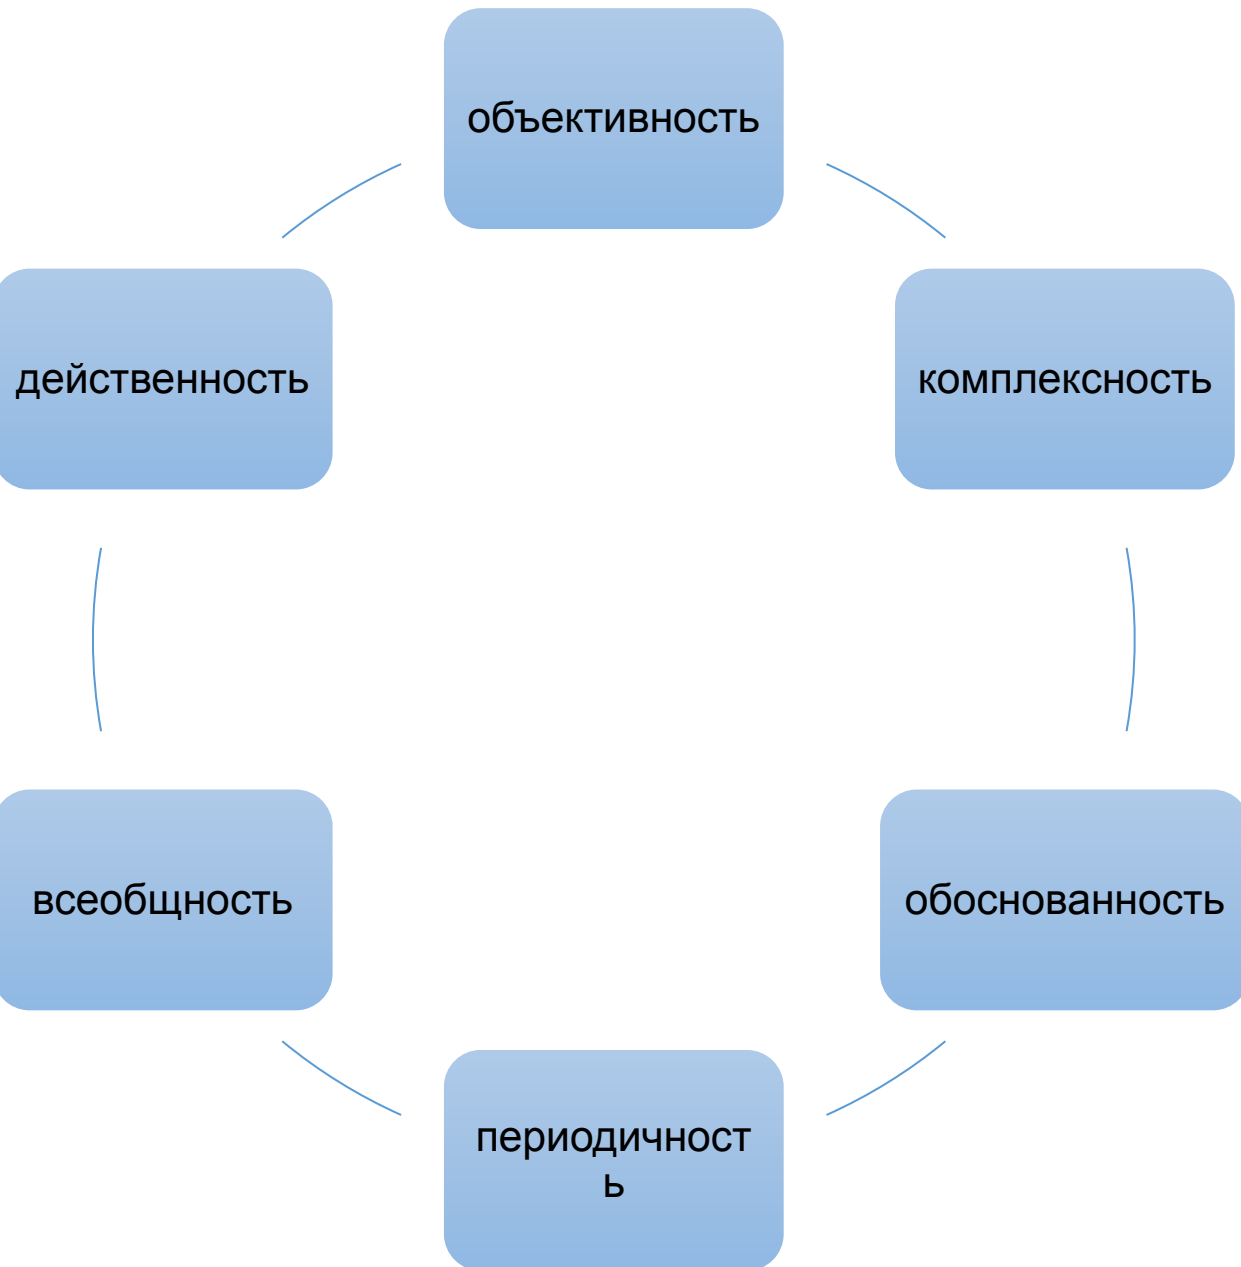 объективность
действенность
комплексность
всеобщность
обоснованность
периодичност
ь